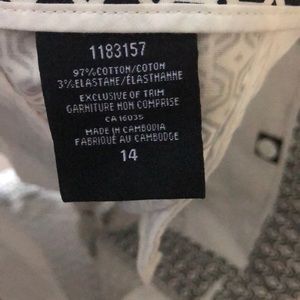 1183157
97% COTTON/COTON
3% ELASTANE/ÉLASTHANNE
EXCLUSIVE OF TRIM
GARNITURE NON COMPRISE
CA 16035
MADE IN CAMBODIA
FABRIQUÉ AU CAMBODGE
14